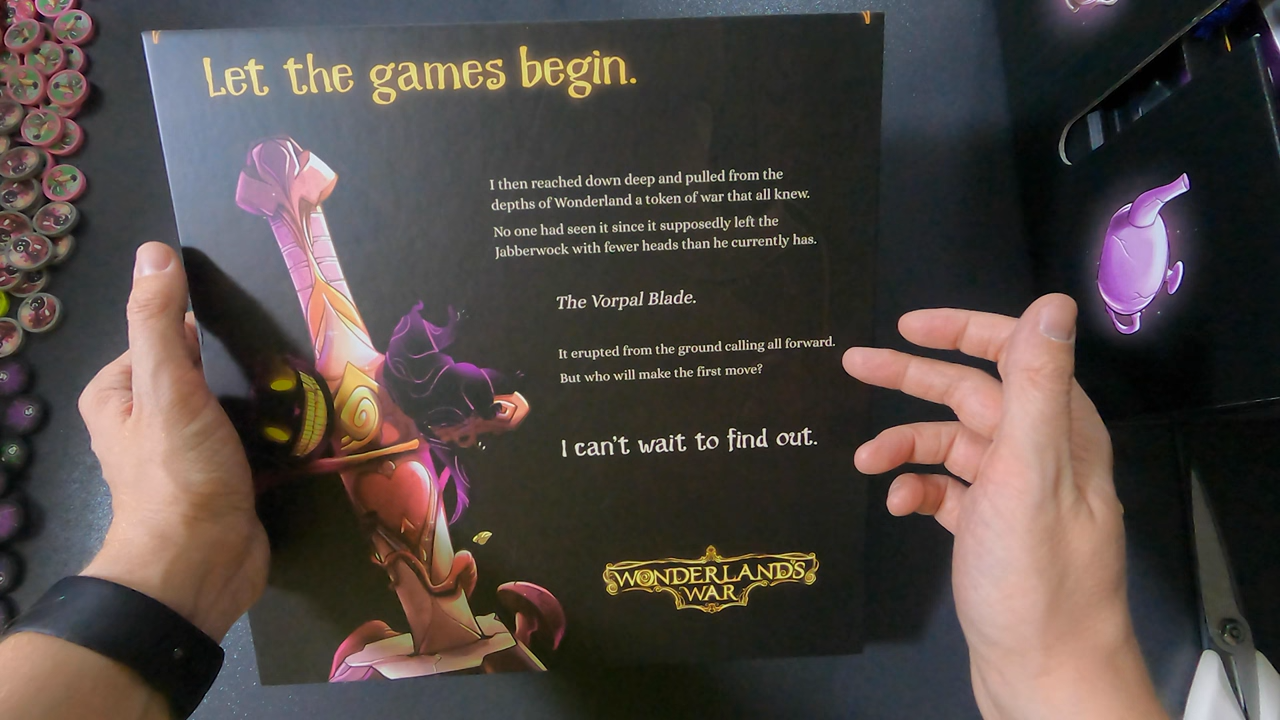 Let the games begin.
I then reached down deep and pulled from the
depths of Wonderland a token of war that all knew.
No one had seen it since it supposedly left the
Jabberwock with fewer heads than he currently has.
The Vorpal Blade.
It erupted from the ground calling all forward.
But who will make the first move?
I can't wait to find out.
WONDERLAND'S
WAR